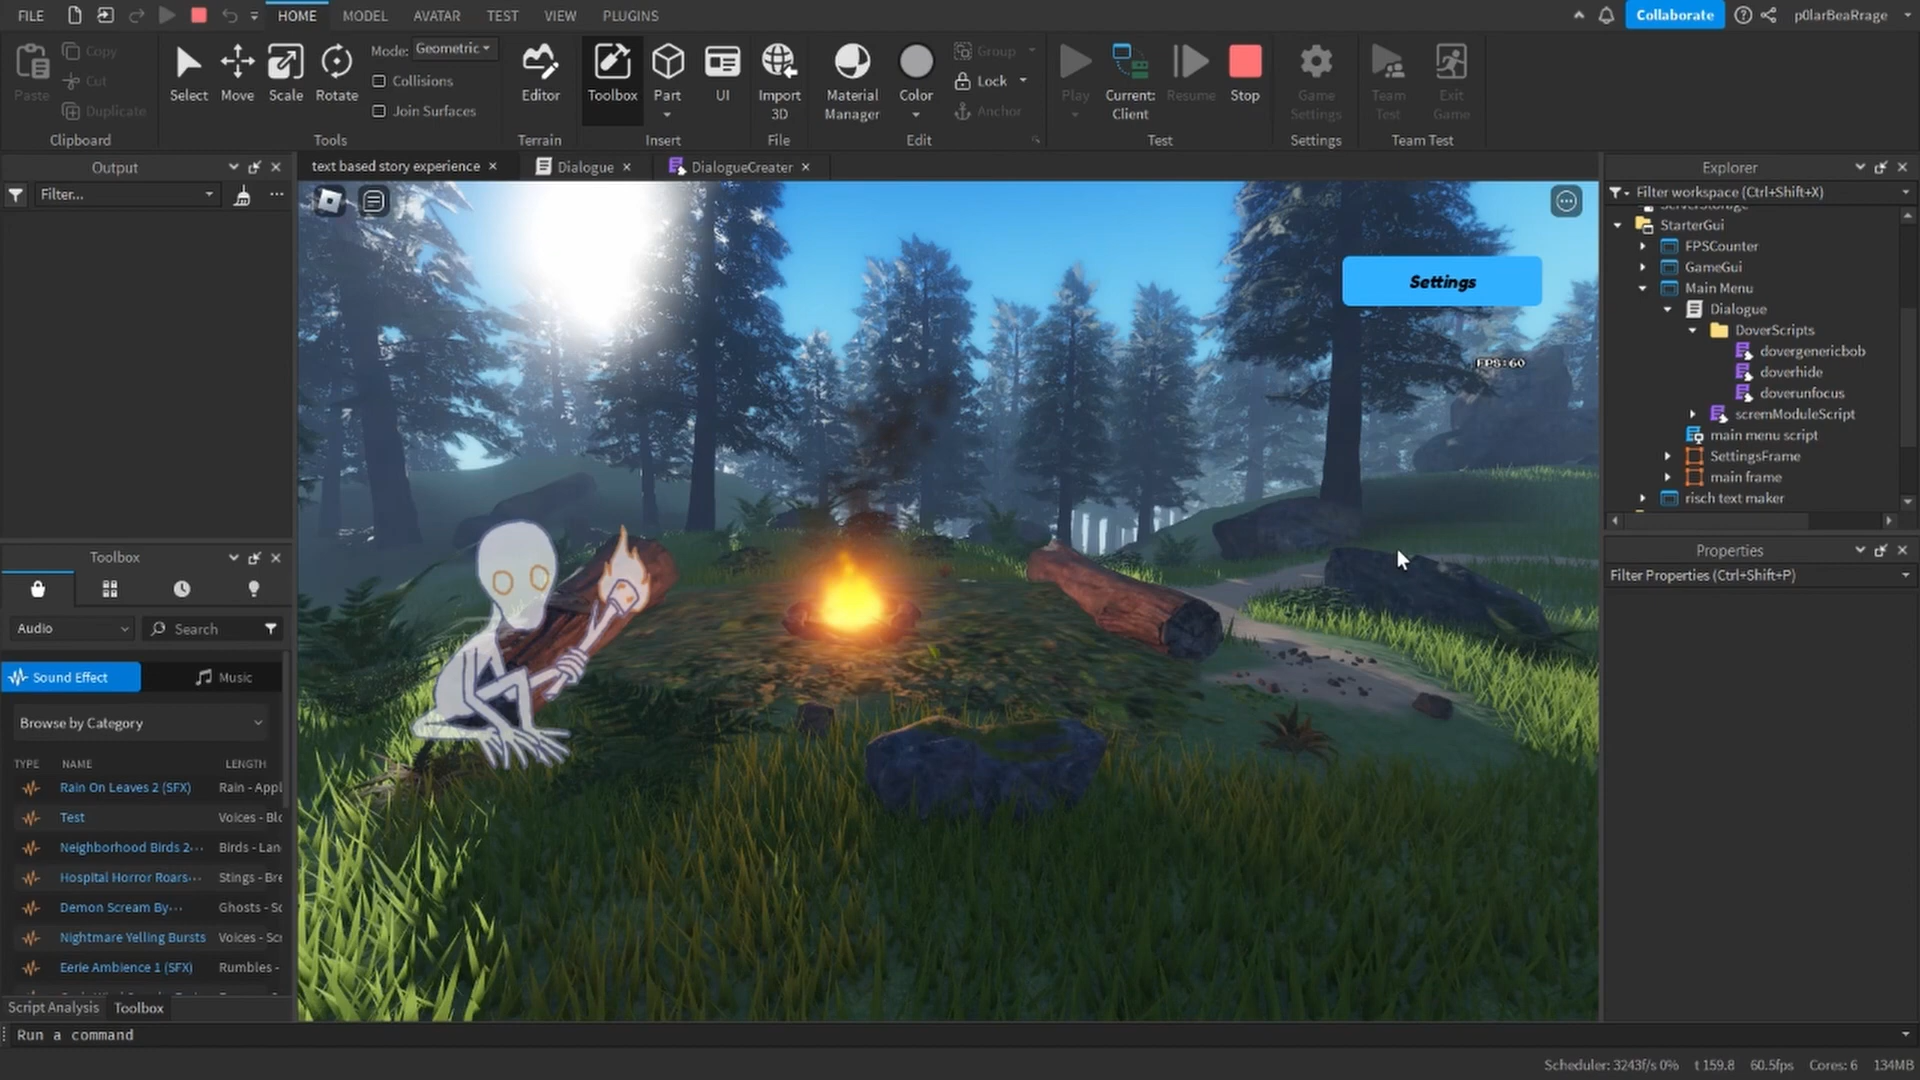 FILE HOME MODEL AVATAR TEST VIEW PLUGINS Collaborate p0larBeaRrage
Paste Copy Cut Duplicate Clipboard
Select Move Scale Rotate Mode: Geometric Collisions Join Surfaces Tools
Editor Terrain
Toolbox Part UI Insert
Import 3D File
Material Manager Color Group Lock Anchor Edit
Play Current: Client Resume Stop Test
Game Settings Settings
Team Test Exit Game Team Test
Output
Filter...
text based story experience Dialogue DialogueCreater
Settings
FPS:60
Explorer
Filter workspace (Ctrl+Shift+X)
ServerStorage
StarterGui
FPSCounter
GameGui
Main Menu
Dialogue
DoverScripts
dovergenericbob
doverhide
doverunfocus
scremModuleScript
main menu script
SettingsFrame
main frame
risch text maker
Properties
Filter Properties (Ctrl+Shift+P)
Toolbox
Audio Search
Sound Effect Music
Browse by Category
TYPE NAME LENGTH
Rain On Leaves 2 (SFX) Rain - Appl
Test Voices - Blo
Neighborhood Birds 2... Birds - Lan
Hospital Horror Roars... Stings - Bre
Demon Scream By... Ghosts - Sc
Nightmare Yelling Bursts Voices - Scr
Eerie Ambience 1 (SFX) Rumbles -
Script Analysis Toolbox
Run a command
Scheduler: 3243f/s 0% t 159.8 60.5fps Cores: 6 134MB